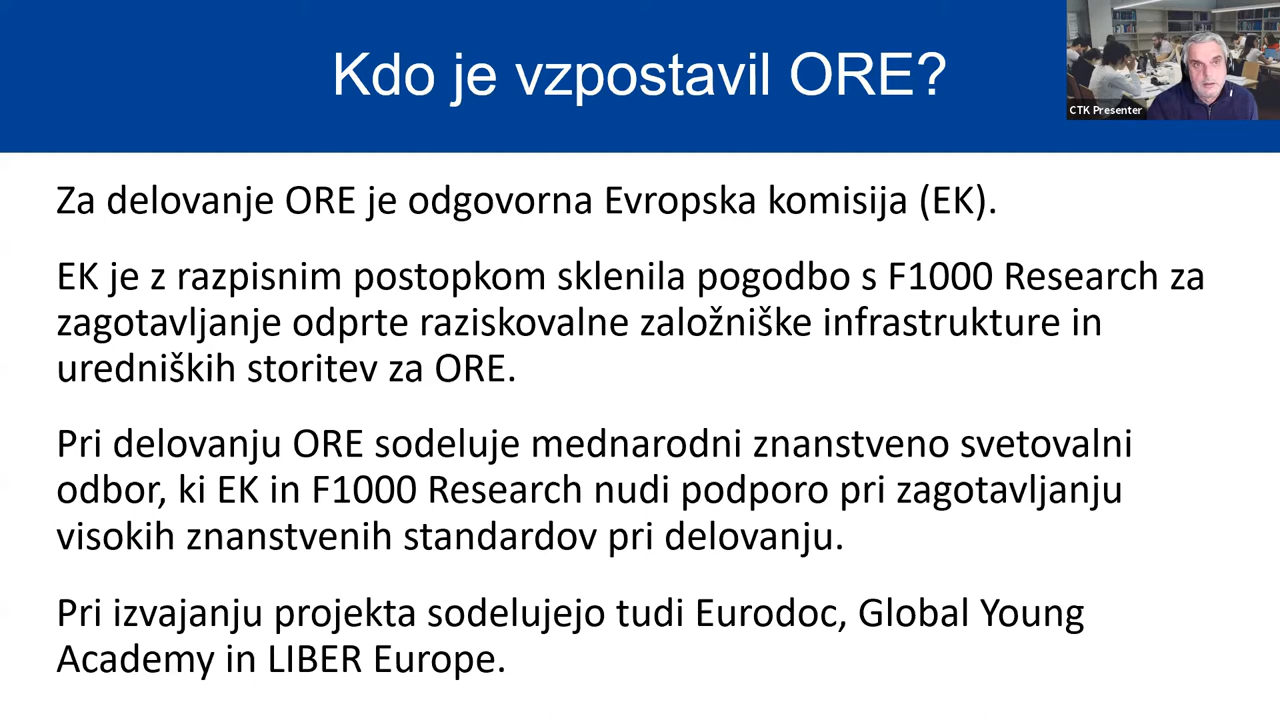 Kdo je vzpostavil ORE?
CTK Presenter
Za delovanje ORE je odgovorna Evropska komisija (EK).
EK je z razpisnim postopkom sklenila pogodbo s F1000 Research za
zagotavljanje odprte raziskovalne založniške infrastrukture in
uredniških storitev za ORE.
Pri delovanju ORE sodeluje mednarodni znanstveno svetovalni
odbor, ki EK in F1000 Research nudi podporo pri zagotavljanju
visokih znanstvenih standardov pri delovanju.
Pri izvajanju projekta sodelujejo tudi Eurodoc, Global Young
Academy in LIBER Europe.